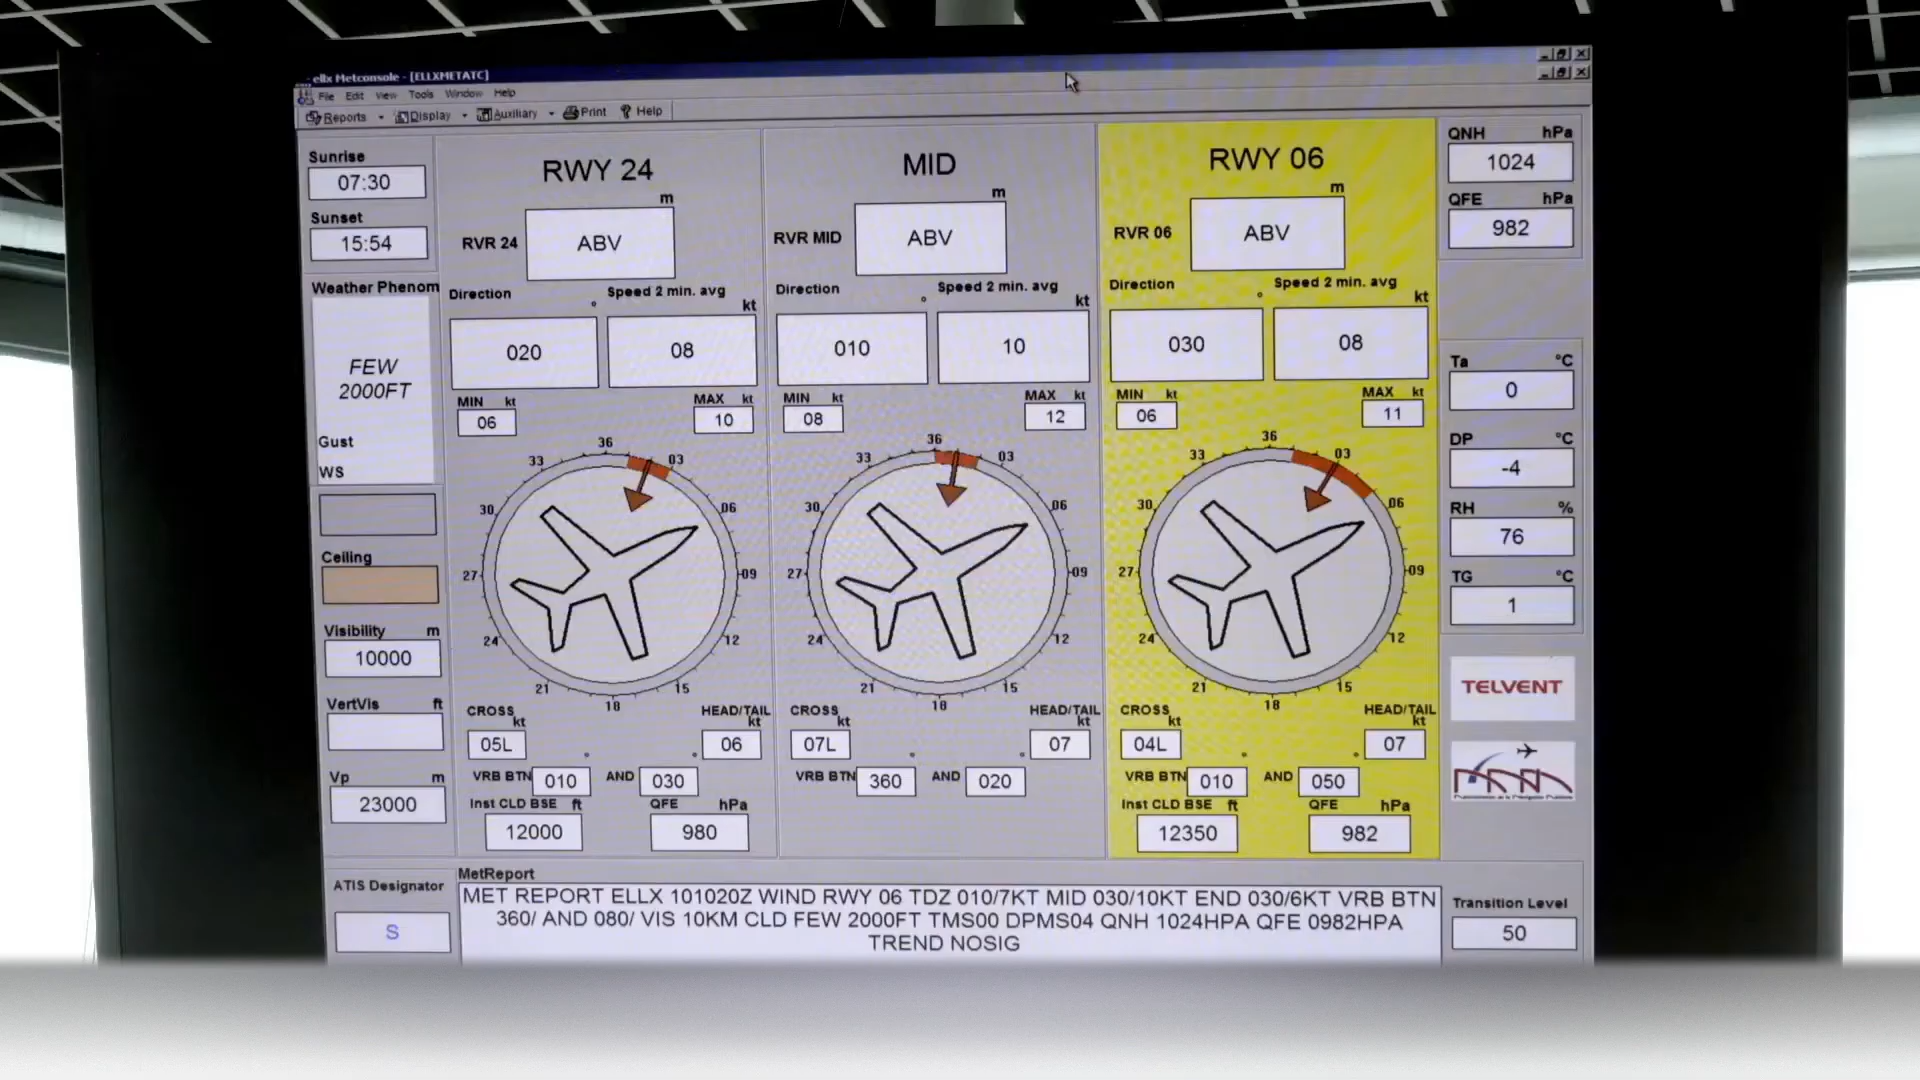 ellx Metconsole - [ELLXMETATC]
File Edit View Tools Window Help
Reports Display Auxiliary Print Help
Sunrise
07:30
Sunset
15:54
Weather Phenom
FEW
2000FT
Gust
WS
Ceiling
Visibility m
10000
VertVis ft
Vp m
23000
ATIS Designator
S
RWY 24
m
RVR 24 ABV
Direction ° Speed 2 min. avg kt
020 08
MIN kt MAX kt
06 10
36
33 03
30 06
27 09
24 12
21 15
18
CROSS kt HEAD/TAIL kt
05L 06
VRB BTN 010 ° AND 030 °
Inst CLD BSE ft QFE hPa
12000 980
MID
m
RVR MID ABV
Direction ° Speed 2 min. avg kt
010 10
MIN kt MAX kt
08 12
36
33 03
30 06
27 09
24 12
21 15
18
CROSS kt HEAD/TAIL kt
07L 07
VRB BTN 360 ° AND 020 °
RWY 06
m
RVR 06 ABV
Direction ° Speed 2 min. avg kt
030 08
MIN kt MAX kt
06 11
36
33 03
30 06
27 09
24 12
21 15
18
CROSS kt HEAD/TAIL kt
04L 07
VRB BTN 010 ° AND 050 °
Inst CLD BSE ft QFE hPa
12350 982
QNH hPa
1024
QFE hPa
982
Ta °C
0
DP °C
-4
RH %
76
TG °C
1
TELVENT
MetReport
MET REPORT ELLX 101020Z WIND RWY 06 TDZ 010/7KT MID 030/10KT END 030/6KT VRB BTN
360/ AND 080/ VIS 10KM CLD FEW 2000FT TMS00 DPMS04 QNH 1024HPA QFE 0982HPA
TREND NOSIG
Transition Level
50